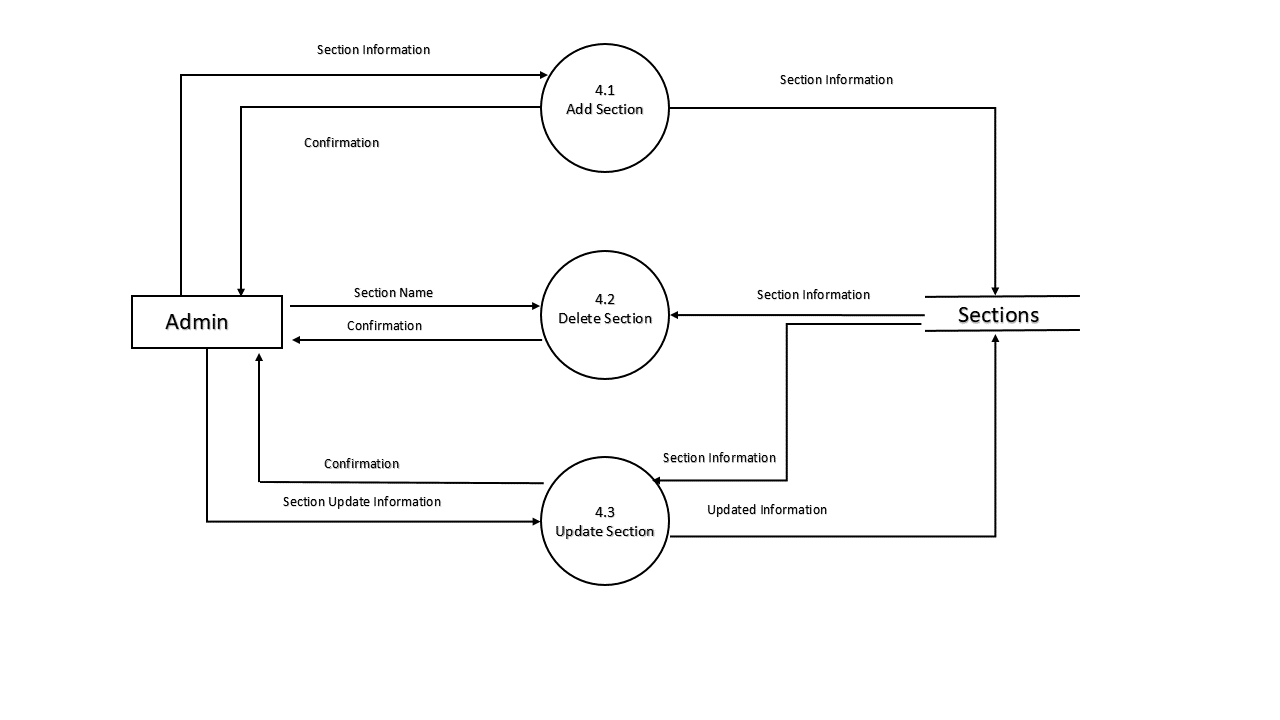 Section Information
4.1
Add Section
Section Information
Confirmation
Section Name
4.2
Delete Section
Section Information
Admin
Confirmation
Sections
Confirmation
Section Information
Section Update Information
4.3
Update Section
Updated Information